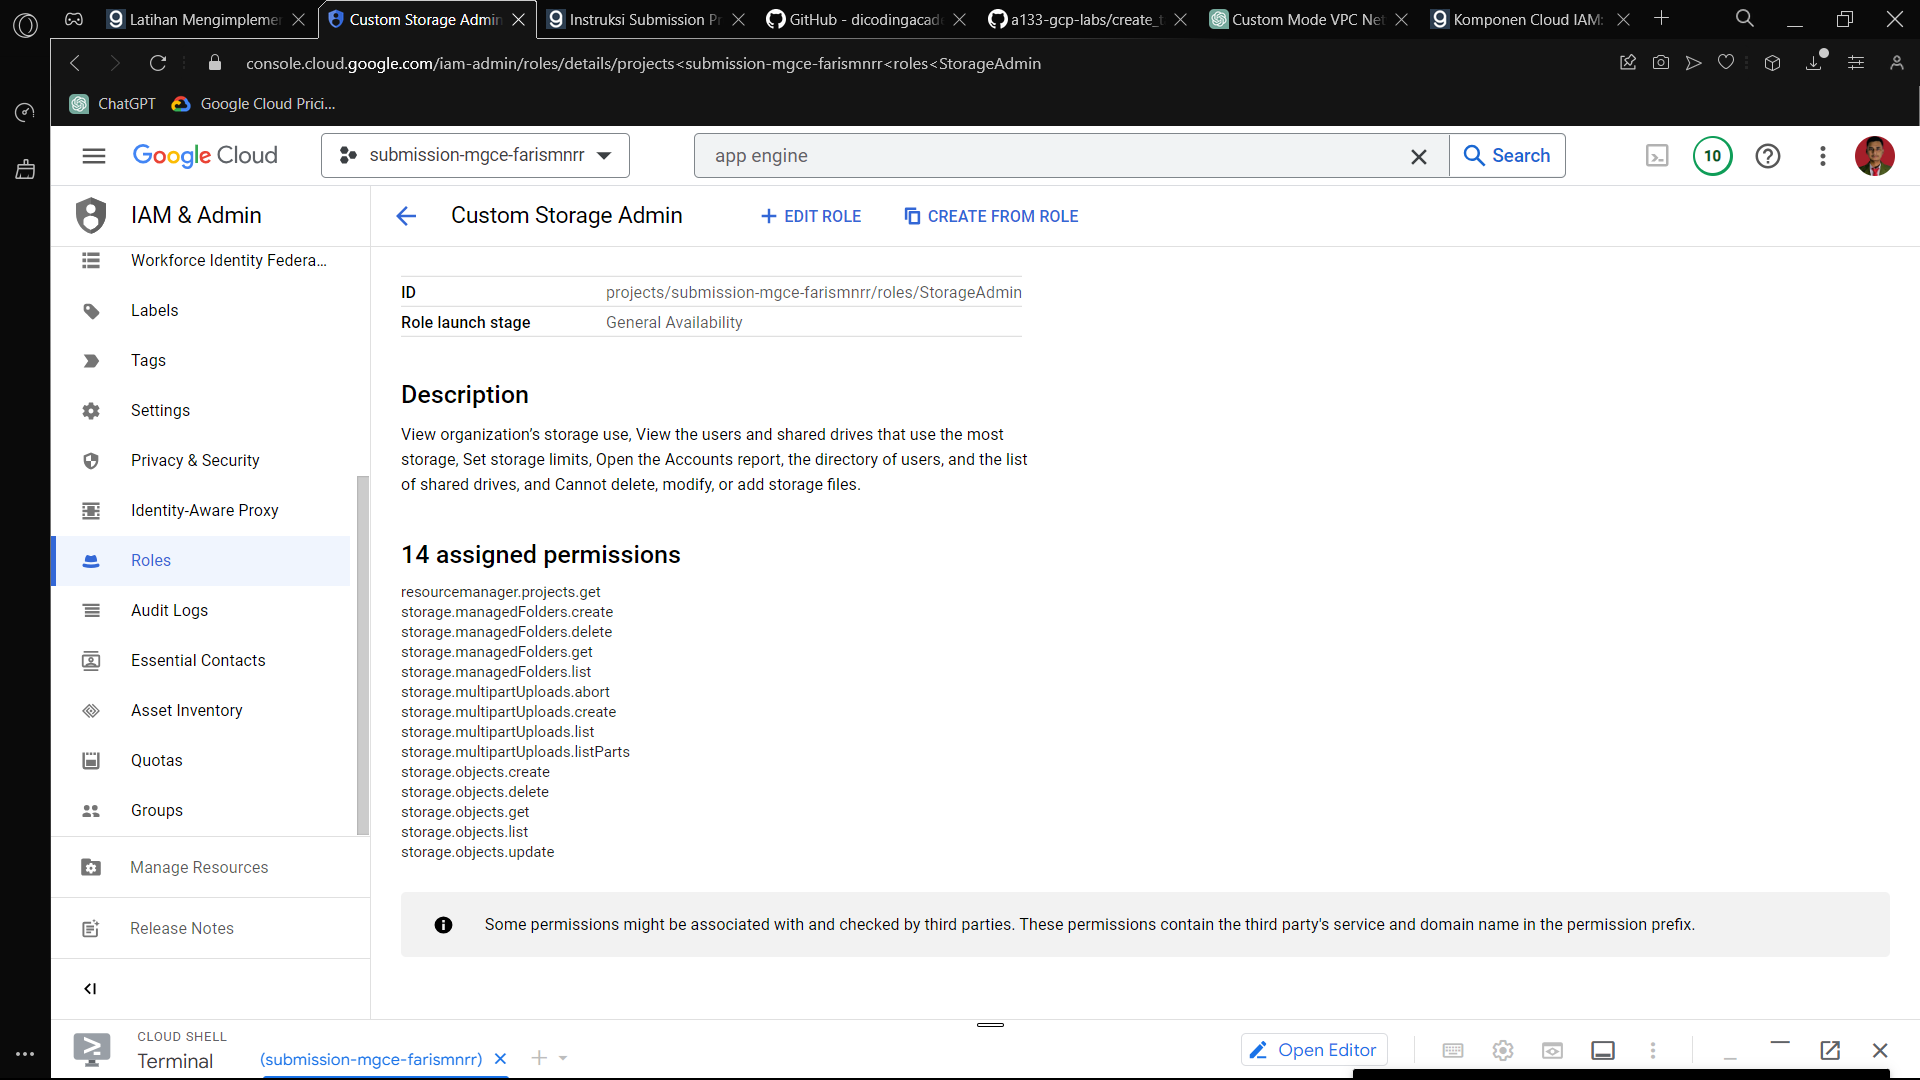 Latihan Mengimplemen
Custom Storage Admin
Instruksi Submission Pr
GitHub - dicodingacade
a133-gcp-labs/create_t
Custom Mode VPC Net
Komponen Cloud IAM:
console.cloud.google.com/iam-admin/roles/details/projects<submission-mgce-farismnrr<roles<StorageAdmin
ChatGPT
Google Cloud Prici...
Google Cloud
submission-mgce-farismnrr
app engine
Search
10
IAM & Admin
Custom Storage Admin
EDIT ROLE
CREATE FROM ROLE
Workforce Identity Federa...
Labels
Tags
Settings
Privacy & Security
Identity-Aware Proxy
Roles
Audit Logs
Essential Contacts
Asset Inventory
Quotas
Groups
Manage Resources
Release Notes
ID projects/submission-mgce-farismnrr/roles/StorageAdmin
Role launch stage General Availability
Description
View organization’s storage use, View the users and shared drives that use the most
storage, Set storage limits, Open the Accounts report, the directory of users, and the list
of shared drives, and Cannot delete, modify, or add storage files.
14 assigned permissions
resourcemanager.projects.get
storage.managedFolders.create
storage.managedFolders.delete
storage.managedFolders.get
storage.managedFolders.list
storage.multipartUploads.abort
storage.multipartUploads.create
storage.multipartUploads.list
storage.multipartUploads.listParts
storage.objects.create
storage.objects.delete
storage.objects.get
storage.objects.list
storage.objects.update
Some permissions might be associated with and checked by third parties. These permissions contain the third party's service and domain name in the permission prefix.
CLOUD SHELL
Terminal
(submission-mgce-farismnrr)
Open Editor